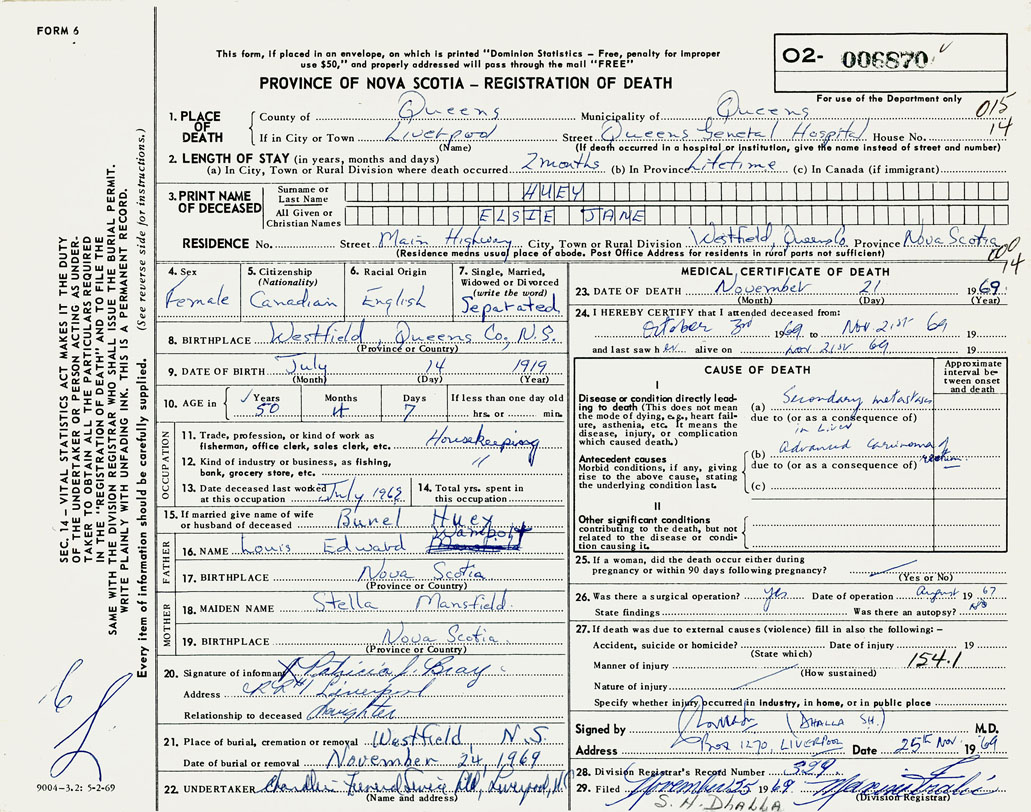 FORM 6
This form, if placed in an envelope, on which is printed "Dominion Statistics – Free, penalty for improper
use $50," and properly addressed will pass through the mail "FREE"
PROVINCE OF NOVA SCOTIA – REGISTRATION OF DEATH
02- 006870
For use of the Department only
015
14
1. PLACE OF DEATH
County of Queens Municipality of Queens
If in City or Town Liverpool Street Queens General Hospital House No.
(Name) (If death occurred in a hospital or institution, give the name instead of street and number)
2. LENGTH OF STAY (in years, months and days)
(a) In City, Town or Rural Division where death occurred 2 months (b) In Province Lifetime (c) In Canada (if immigrant)
3. PRINT NAME OF DECEASED
Surname or Last Name HUEY
All Given or Christian Names ELSIE JANE
RESIDENCE No. Street Main Highway City, Town or Rural Division Westfield, Queens Co Province Nova Scotia
(Residence means usual place of abode. Post Office Address for residents in rural parts not sufficient)
000
14
4. Sex
Female
5. Citizenship
(Nationality)
Canadian
6. Racial Origin
English
7. Single, Married,
Widowed or Divorced
(write the word)
Separated
8. BIRTHPLACE Westfield, Queens Co, N.S.
(Province or Country)
9. DATE OF BIRTH July 14 1919
(Month) (Day) (Year)
10. AGE in
Years Months Days If less than one day old
50 4 7 hrs. or min.
OCCUPATION
11. Trade, profession, or kind of work as
fisherman, office clerk, sales clerk, etc. Housekeeping
12. Kind of industry or business, as fishing,
bank, grocery store, etc. "
13. Date deceased last worked
at this occupation July 1969
14. Total yrs. spent in
this occupation
15. If married give name of wife
or husband of deceased Burrel Huey
FATHER
16. NAME Louis Edward Wambolt
17. BIRTHPLACE Nova Scotia
(Province or Country)
MOTHER
18. MAIDEN NAME Stella Mansfield
19. BIRTHPLACE Nova Scotia
(Province or Country)
20. Signature of informant X Patricia J. Bray
Address RR#1 Liverpool
Relationship to deceased Daughter
21. Place of burial, cremation or removal Westfield, N.S.
Date of burial or removal November 24, 1969
22. UNDERTAKER Chandler Funeral Service Ltd, Liverpool, N.S.
(Name and address)
MEDICAL CERTIFICATE OF DEATH
23. DATE OF DEATH November 21 1969
(Month) (Day) (Year)
24. I HEREBY CERTIFY that I attended deceased from:
October 3rd 1969 to Nov. 21st 69 19
and last saw her alive on Nov 21st 69 19
CAUSE OF DEATH
Approximate interval between onset and death
I
Disease or condition directly leading to death (This does not mean the mode of dying, e.g., heart failure, asthenia, etc. It means the disease, injury, or complication which caused death.)
(a) Secondary metastases
due to (or as a consequence of)
in Liver
Antecedent causes
Morbid conditions, if any, giving rise to the above cause, stating the underlying condition last.
(b) Advanced carcinoma of
due to (or as a consequence of) rectum
(c)
II
Other significant conditions
contributing to the death, but not related to the disease or condition causing it.
25. If a woman, did the death occur either during
pregnancy or within 90 days following pregnancy?
(Yes or No)
26. Was there a surgical operation? yes Date of operation August 1967
State findings Was there an autopsy? No
27. If death was due to external causes (violence) fill in also the following: –
Accident, suicide or homicide? Date of injury 19
(State which)
Manner of injury 154.1
(How sustained)
Nature of injury
Specify whether injury occurred in industry, in home, or in public place
Signed by (DHALLA SH.) M.D.
Address Box 1270, LIVERPOOL Date 25th Nov. 1969
28. Division Registrar's Record Number 399
29. Filed November 25 1969
(Division Registrar)
S. H. DHALLA
SEC. 14 – VITAL STATISTICS ACT MAKES IT THE DUTY
OF THE UNDERTAKER OR PERSON ACTING AS UNDER-
TAKER TO OBTAIN ALL THE PARTICULARS REQUIRED
IN THE "REGISTRATION OF DEATH" AND TO FILE THE
SAME WITH THE DIVISION REGISTRAR WHO SHALL ISSUE THE BURIAL PERMIT.
WRITE PLAINLY WITH UNFADING INK. THIS IS A PERMANENT RECORD.
Every item of information should be carefully supplied. (See reverse side for instructions.)
9004–3.2: 5-2-69